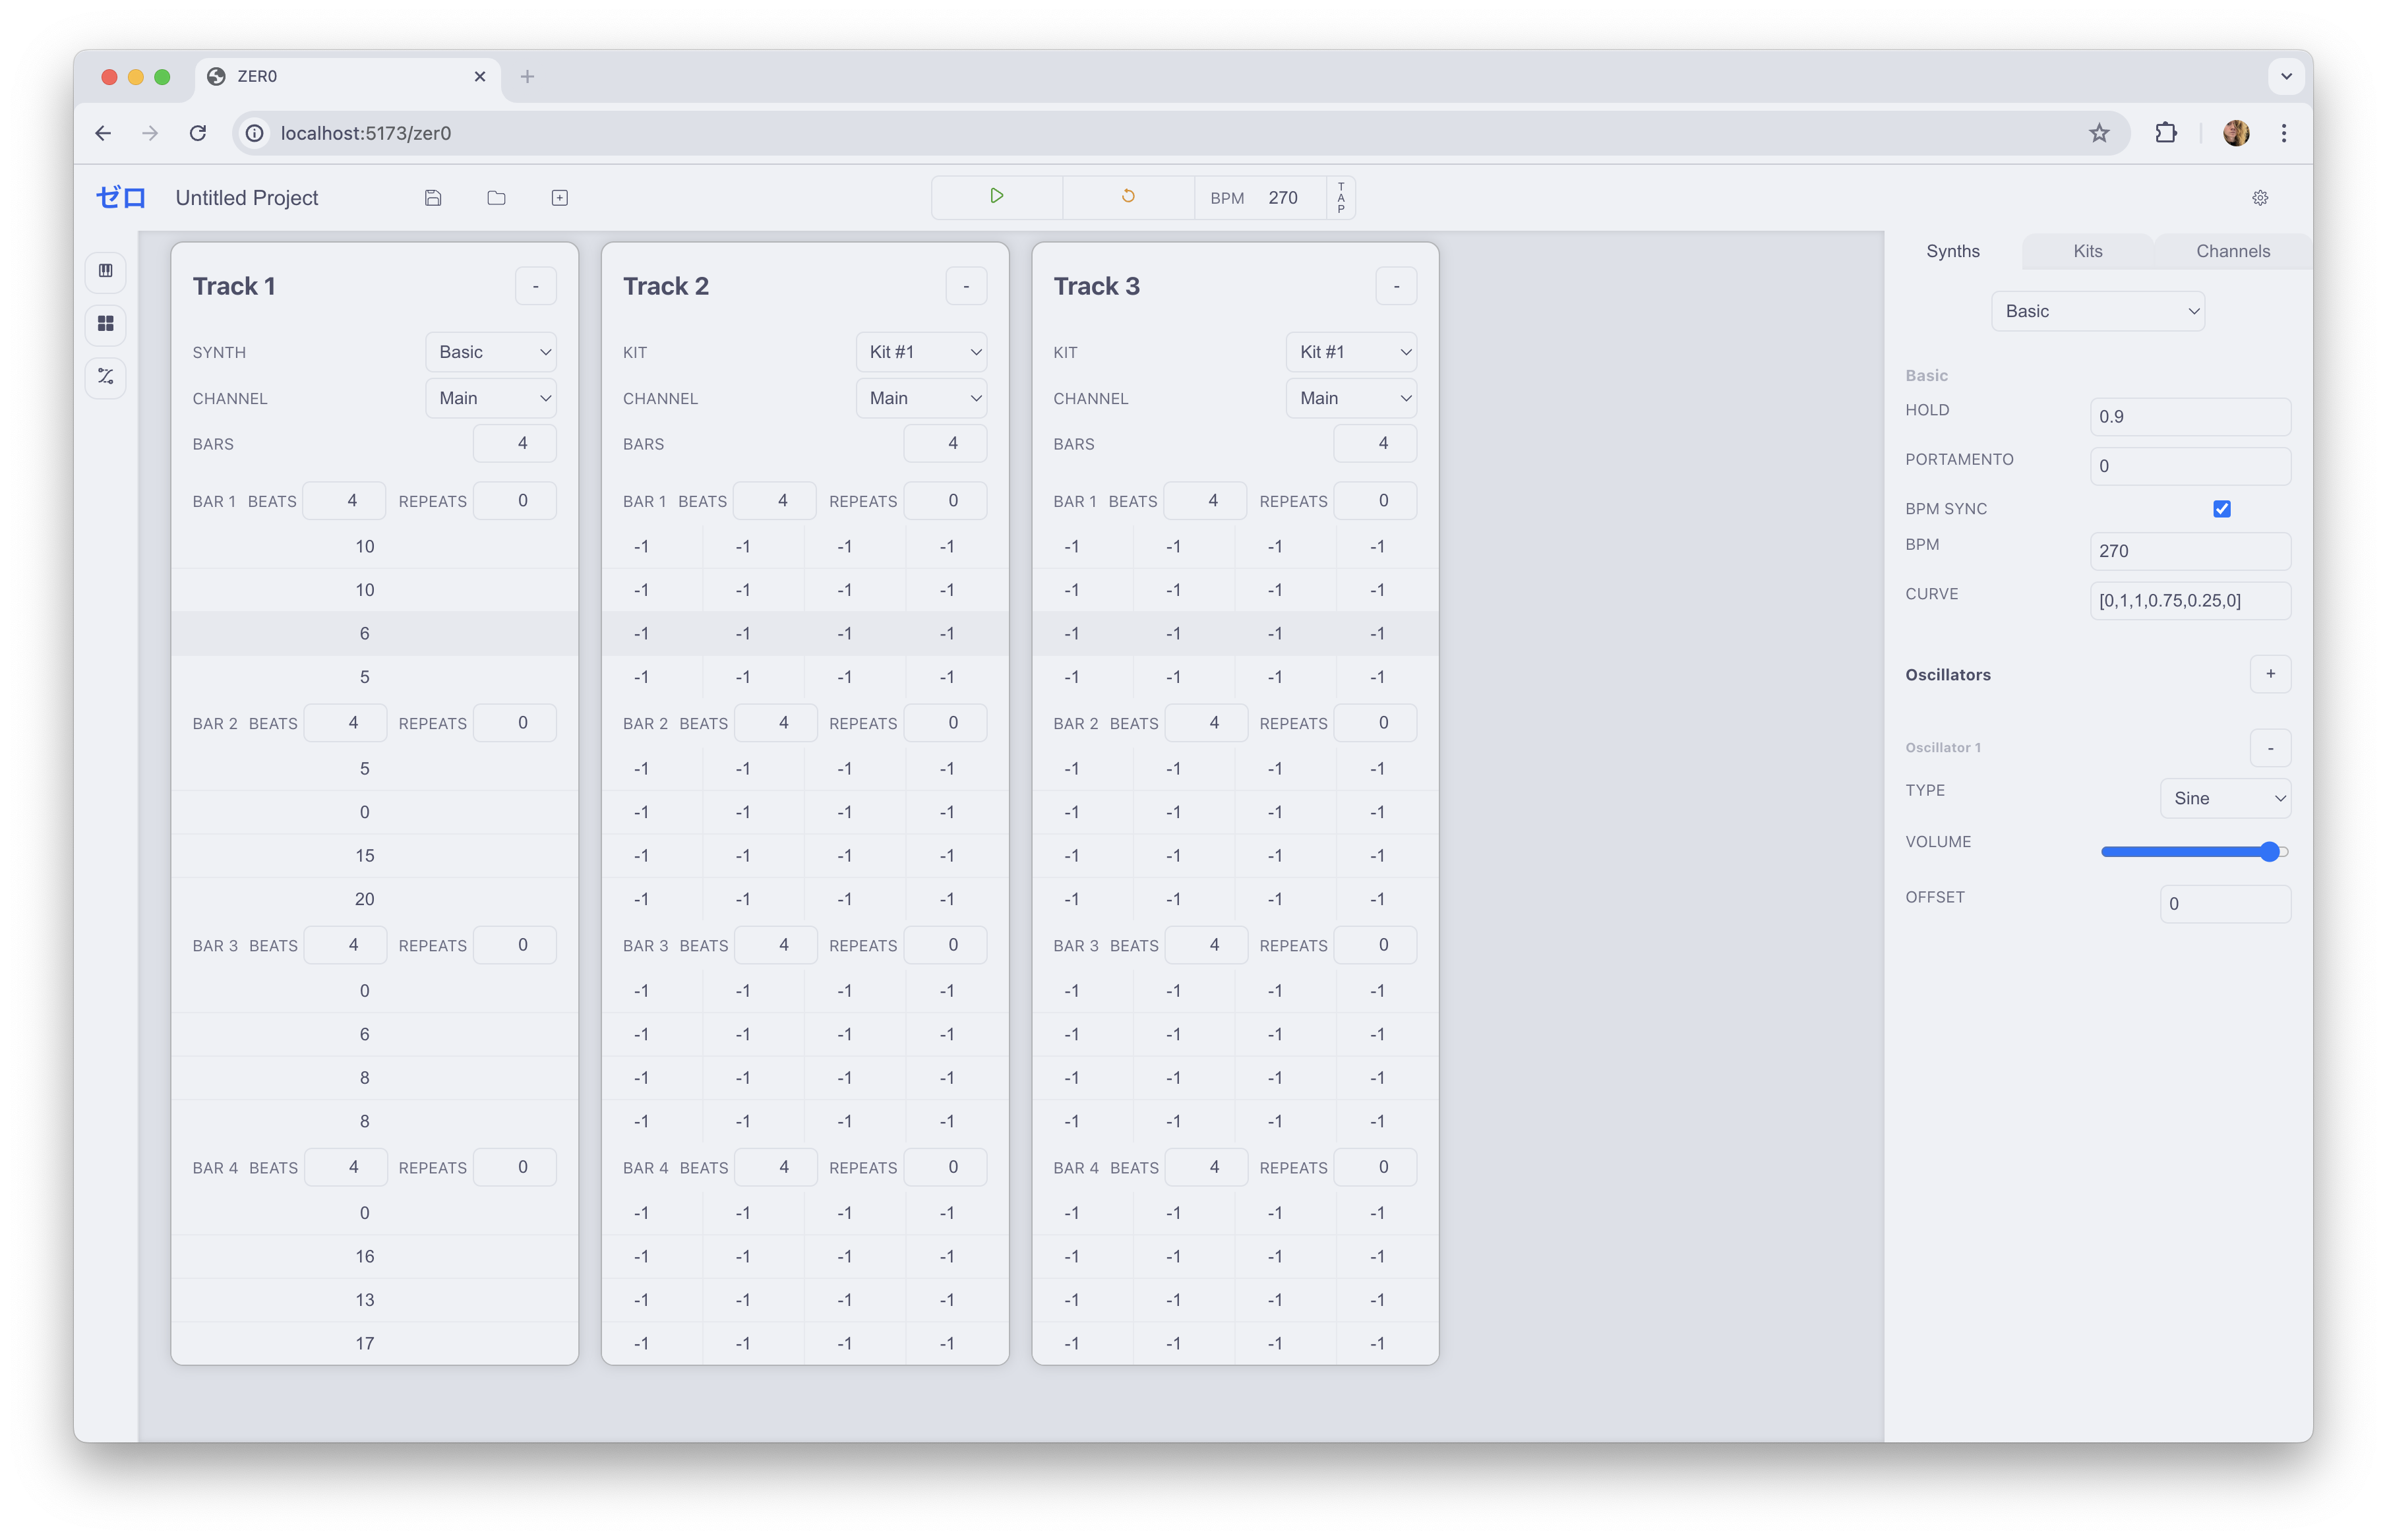 ZER0
localhost:5173/zer0
ゼロ Untitled Project BPM 270 TAP
Synths Kits Channels
Track 1 -
SYNTH Basic
CHANNEL Main
BARS 4
BAR 1 BEATS 4 REPEATS 0
10
10
6
5
BAR 2 BEATS 4 REPEATS 0
5
0
15
20
BAR 3 BEATS 4 REPEATS 0
0
6
8
8
BAR 4 BEATS 4 REPEATS 0
0
16
13
17
Track 2 -
KIT Kit #1
CHANNEL Main
BARS 4
BAR 1 BEATS 4 REPEATS 0
-1 -1 -1 -1
-1 -1 -1 -1
-1 -1 -1 -1
-1 -1 -1 -1
BAR 2 BEATS 4 REPEATS 0
-1 -1 -1 -1
-1 -1 -1 -1
-1 -1 -1 -1
-1 -1 -1 -1
BAR 3 BEATS 4 REPEATS 0
-1 -1 -1 -1
-1 -1 -1 -1
-1 -1 -1 -1
-1 -1 -1 -1
BAR 4 BEATS 4 REPEATS 0
-1 -1 -1 -1
-1 -1 -1 -1
-1 -1 -1 -1
-1 -1 -1 -1
Track 3 -
KIT Kit #1
CHANNEL Main
BARS 4
BAR 1 BEATS 4 REPEATS 0
-1 -1 -1 -1
-1 -1 -1 -1
-1 -1 -1 -1
-1 -1 -1 -1
BAR 2 BEATS 4 REPEATS 0
-1 -1 -1 -1
-1 -1 -1 -1
-1 -1 -1 -1
-1 -1 -1 -1
BAR 3 BEATS 4 REPEATS 0
-1 -1 -1 -1
-1 -1 -1 -1
-1 -1 -1 -1
-1 -1 -1 -1
BAR 4 BEATS 4 REPEATS 0
-1 -1 -1 -1
-1 -1 -1 -1
-1 -1 -1 -1
-1 -1 -1 -1
Basic
Basic
HOLD 0.9
PORTAMENTO 0
BPM SYNC
BPM 270
CURVE [0,1,1,0.75,0.25,0]
Oscillators +
Oscillator 1 -
TYPE Sine
VOLUME
OFFSET 0